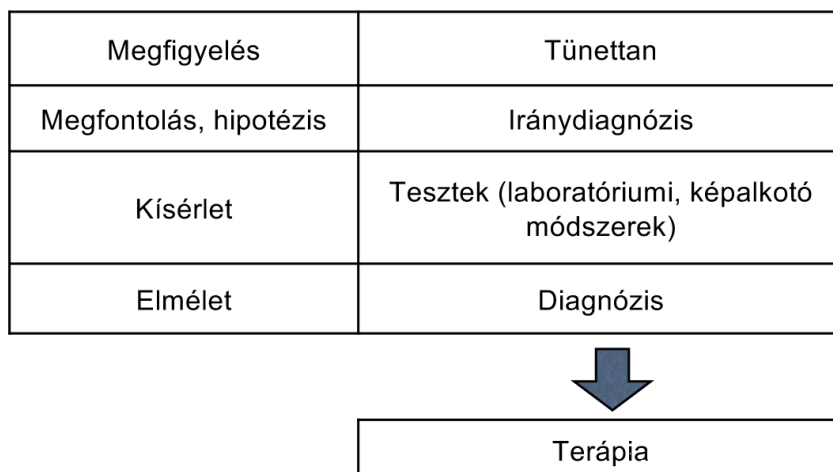 Megfigyelés
Tünettan
Megfontolás, hipotézis
Iránydiagnózis
Kísérlet
Tesztek (laboratóriumi, képalkotó
módszerek)
Elmélet
Diagnózis
Terápia